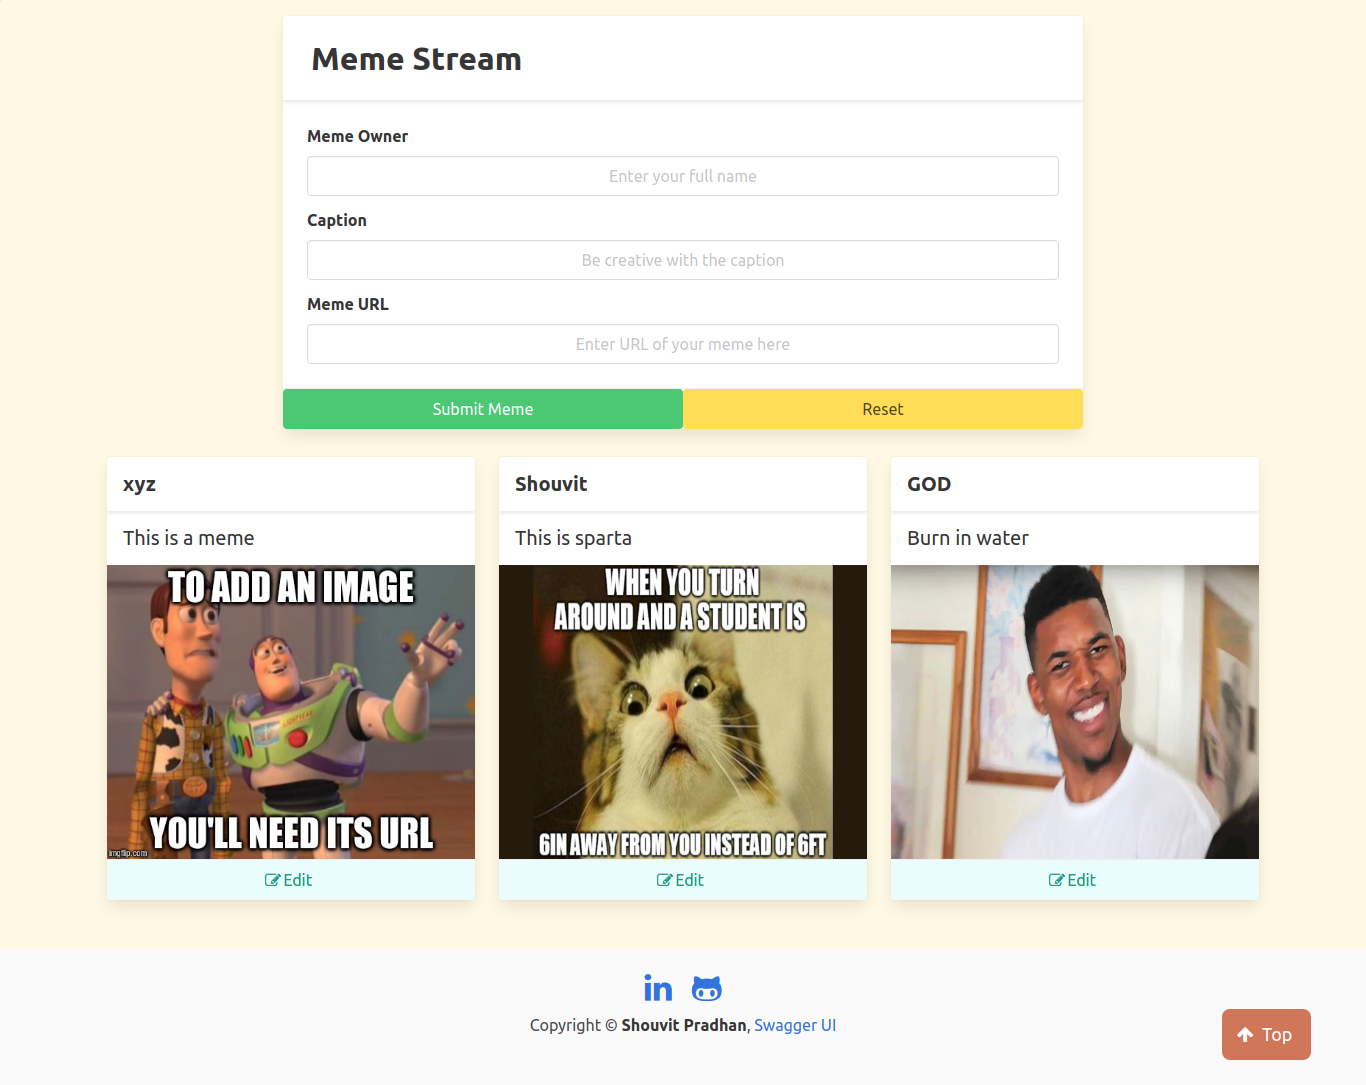 Meme Stream
Meme Owner
Enter your full name
Caption
Be creative with the caption
Meme URL
Enter URL of your meme here
Submit Meme
Reset
xyz
This is a meme
TO ADD AN IMAGE
LIGHTYEAR
YOU'LL NEED ITS URL
imgflip.com
Edit
Shouvit
This is sparta
WHEN YOU TURN
AROUND AND A STUDENT IS
6IN AWAY FROM YOU INSTEAD OF 6FT
Edit
GOD
Burn in water
Edit
in
Copyright © Shouvit Pradhan, Swagger UI
Top